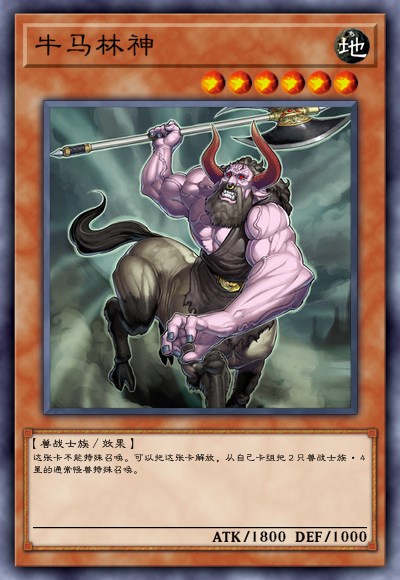 牛马林神
地
【兽战士族/效果】
这张卡不能特殊召唤。可以把这张卡解放，从自己卡组把2只兽战士族·4
星的通常怪兽特殊召唤。
ATK/1800 DEF/1000